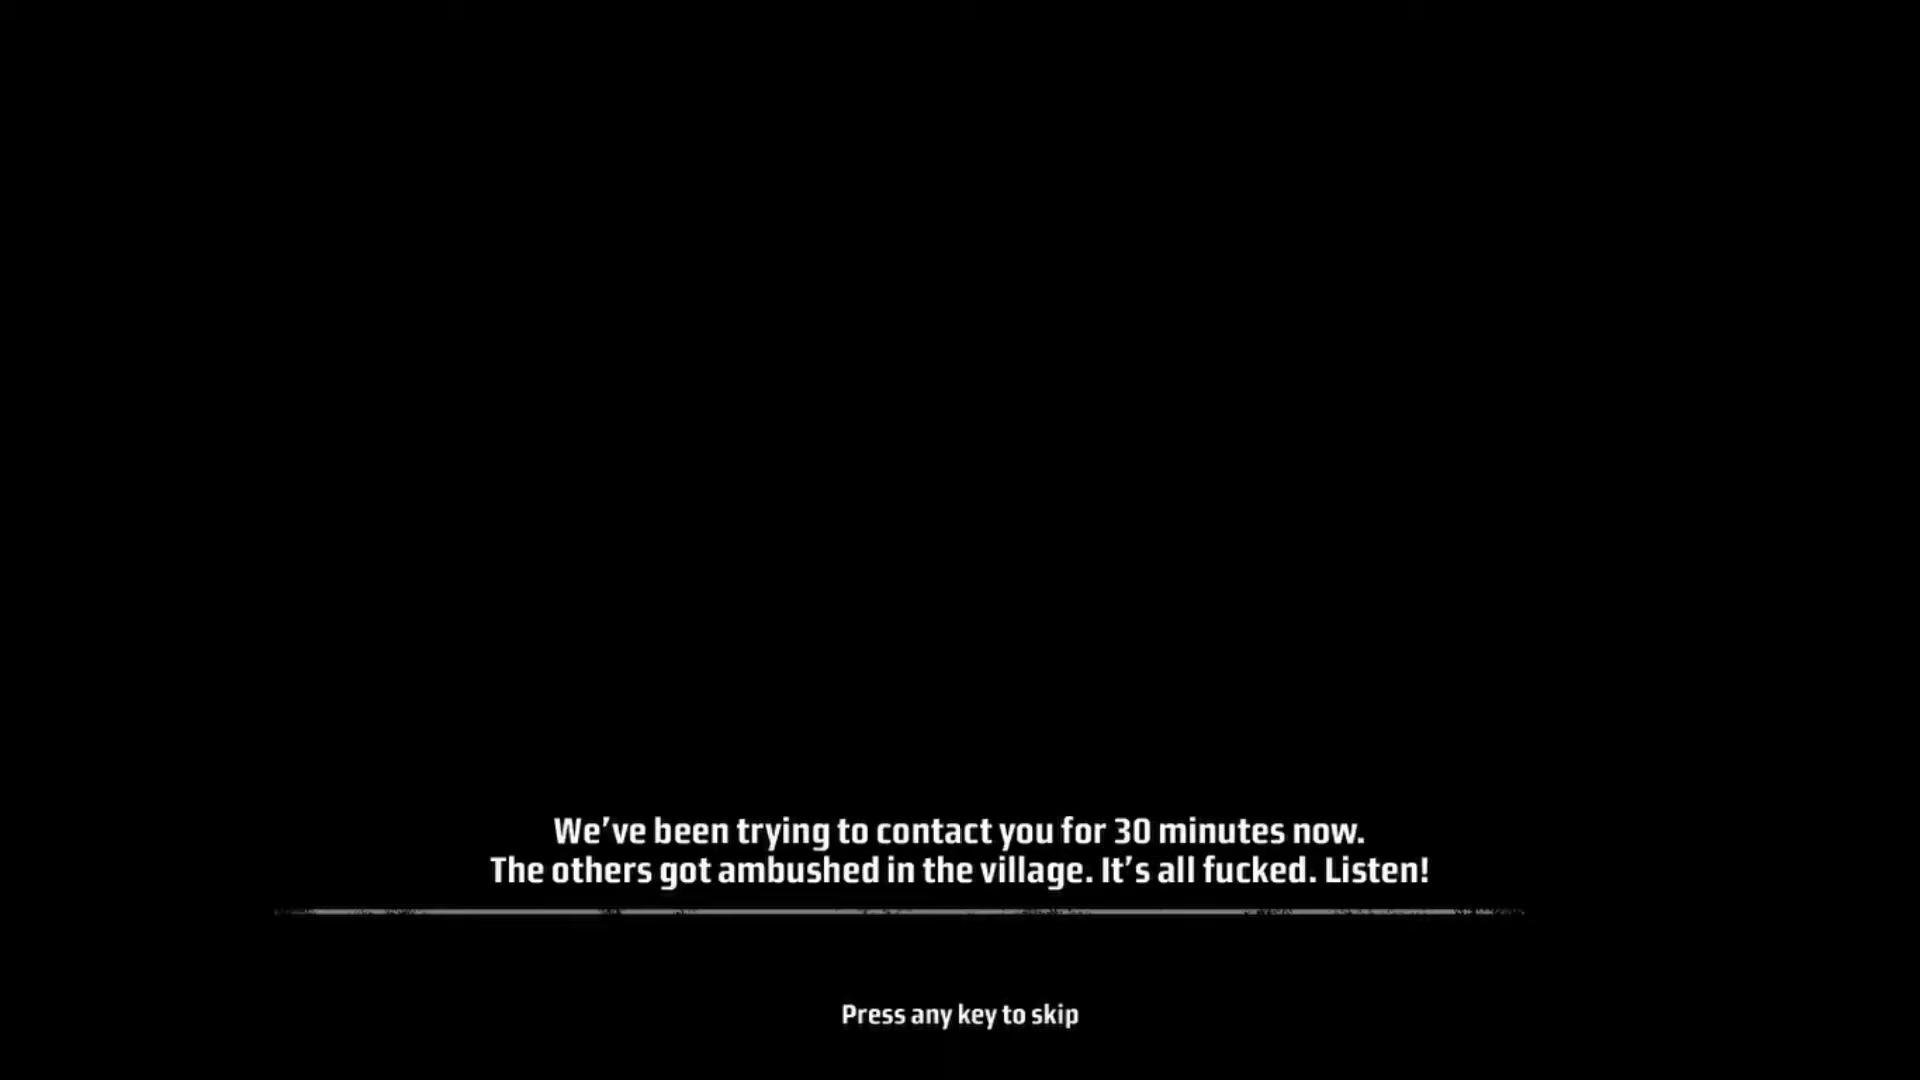 We’ve been trying to contact you for 30 minutes now.
The others got ambushed in the village. It’s all fucked. Listen!
Press any key to skip